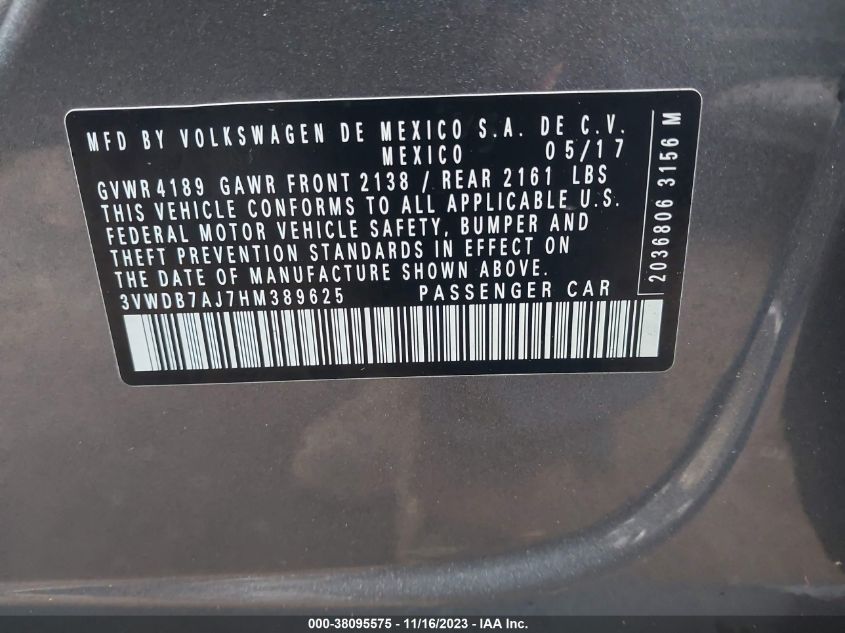 MFD BY VOLKSWAGEN DE MEXICO S.A. DE C.V.
MEXICO 05/17
GVWR 4189 GAWR FRONT 2138 / REAR 2161 LBS
THIS VEHICLE CONFORMS TO ALL APPLICABLE U.S.
FEDERAL MOTOR VEHICLE SAFETY, BUMPER AND
THEFT PREVENTION STANDARDS IN EFFECT ON
THE DATE OF MANUFACTURE SHOWN ABOVE.
3VWDB7AJ7HM389625 PASSENGER CAR
2036806 3156 M
000-38095575 - 11/16/2023 - IAA Inc.